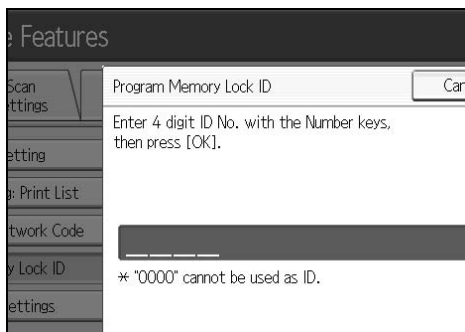 e Features
Scan
ttings
Program Memory Lock ID
Can
Enter 4 digit ID No. with the Number keys,
then press [OK].
etting
g: Print List
twork Code
y Lock ID
ettings
* "0000" cannot be used as ID.